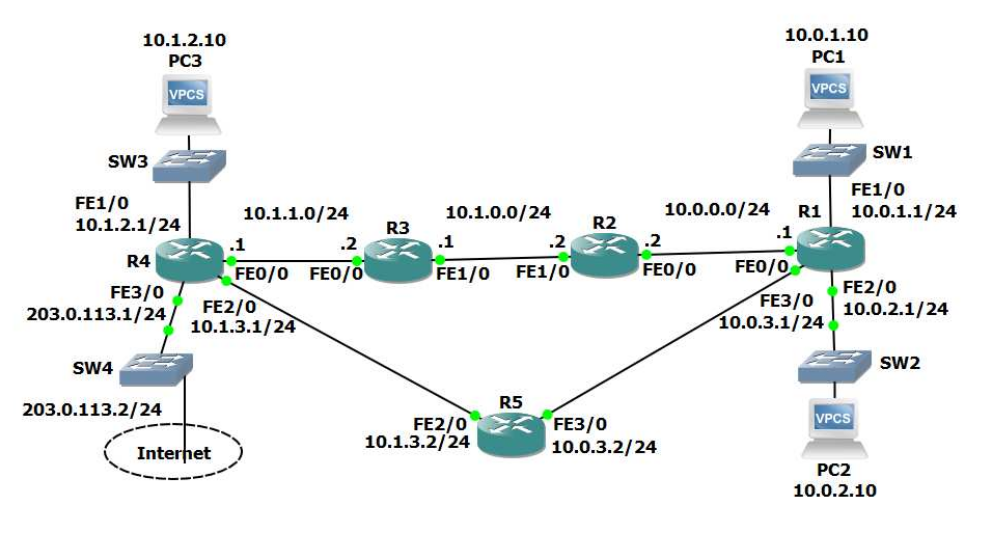 10.1.2.10
PC3
VPCS
SW3
FE1/0
10.1.2.1/24
10.0.1.10
PC1
VPCS
SW1
FE1/0
10.0.1.1/24
10.1.1.0/24
10.1.0.0/24
10.0.0.0/24
R4
.1
FE0/0
.2
FE0/0
R3
.1
FE1/0
.2
FE1/0
R2
.2
FE0/0
.1
FE0/0
R1
FE3/0
203.0.113.1/24
FE2/0
10.1.3.1/24
FE3/0
10.0.3.1/24
FE2/0
10.0.2.1/24
SW4
203.0.113.2/24
Internet
R5
FE2/0
10.1.3.2/24
FE3/0
10.0.3.2/24
SW2
VPCS
PC2
10.0.2.10